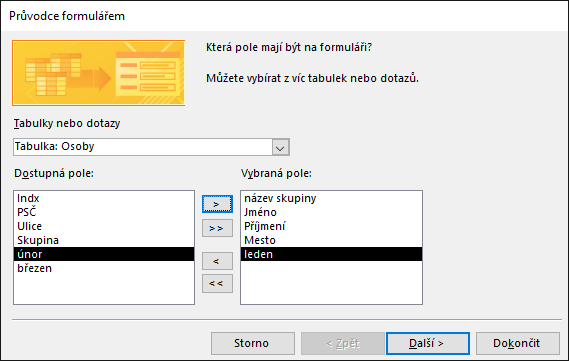 Průvodce formulářem
Která pole mají být na formuláři?
Můžete vybírat z víc tabulek nebo dotazů.
Tabulky nebo dotazy
Tabulka: Osoby
Dostupná pole:
Indx
PSČ
Ulice
Skupina
únor
březen
>
>>
<
<<
Vybraná pole:
název skupiny
Jméno
Příjmení
Mesto
leden
Storno
< Zpět
Další >
Dokončit